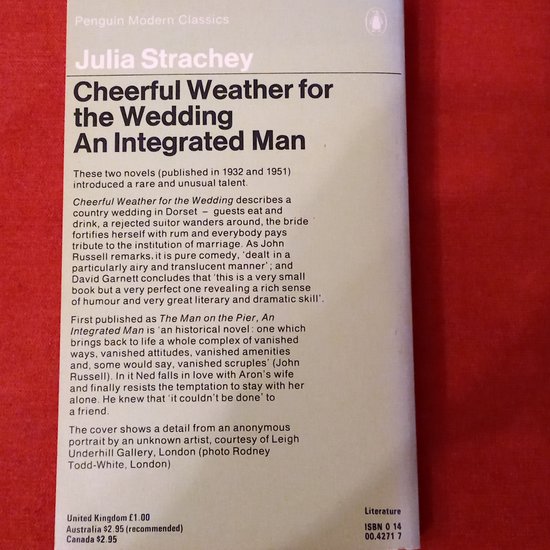 Penguin Modern Classics
Julia Strachey
Cheerful Weather for
the Wedding
An Integrated Man
These two novels (published in 1932 and 1951)
introduced a rare and unusual talent.
Cheerful Weather for the Wedding describes a
country wedding in Dorset – guests eat and
drink, a rejected suitor wanders around, the bride
fortifies herself with rum and everybody pays
tribute to the institution of marriage. As John
Russell remarks, it is pure comedy, 'dealt in a
particularly airy and translucent manner'; and
David Garnett concludes that 'this is a very small
book but a very perfect one revealing a rich sense
of humour and very great literary and dramatic skill'.
First published as The Man on the Pier, An
Integrated Man is 'an historical novel: one which
brings back to life a whole complex of vanished
ways, vanished attitudes, vanished amenities
and, some would say, vanished scruples' (John
Russell). In it Ned falls in love with Aron's wife
and finally resists the temptation to stay with her
alone. He knew that 'it couldn't be done' to
a friend.
The cover shows a detail from an anonymous
portrait by an unknown artist, courtesy of Leigh
Underhill Gallery, London (photo Rodney
Todd-White, London)
United Kingdom £1.00
Australia $2.95 (recommended)
Canada $2.95
Literature
ISBN 0 14
00.4271 7